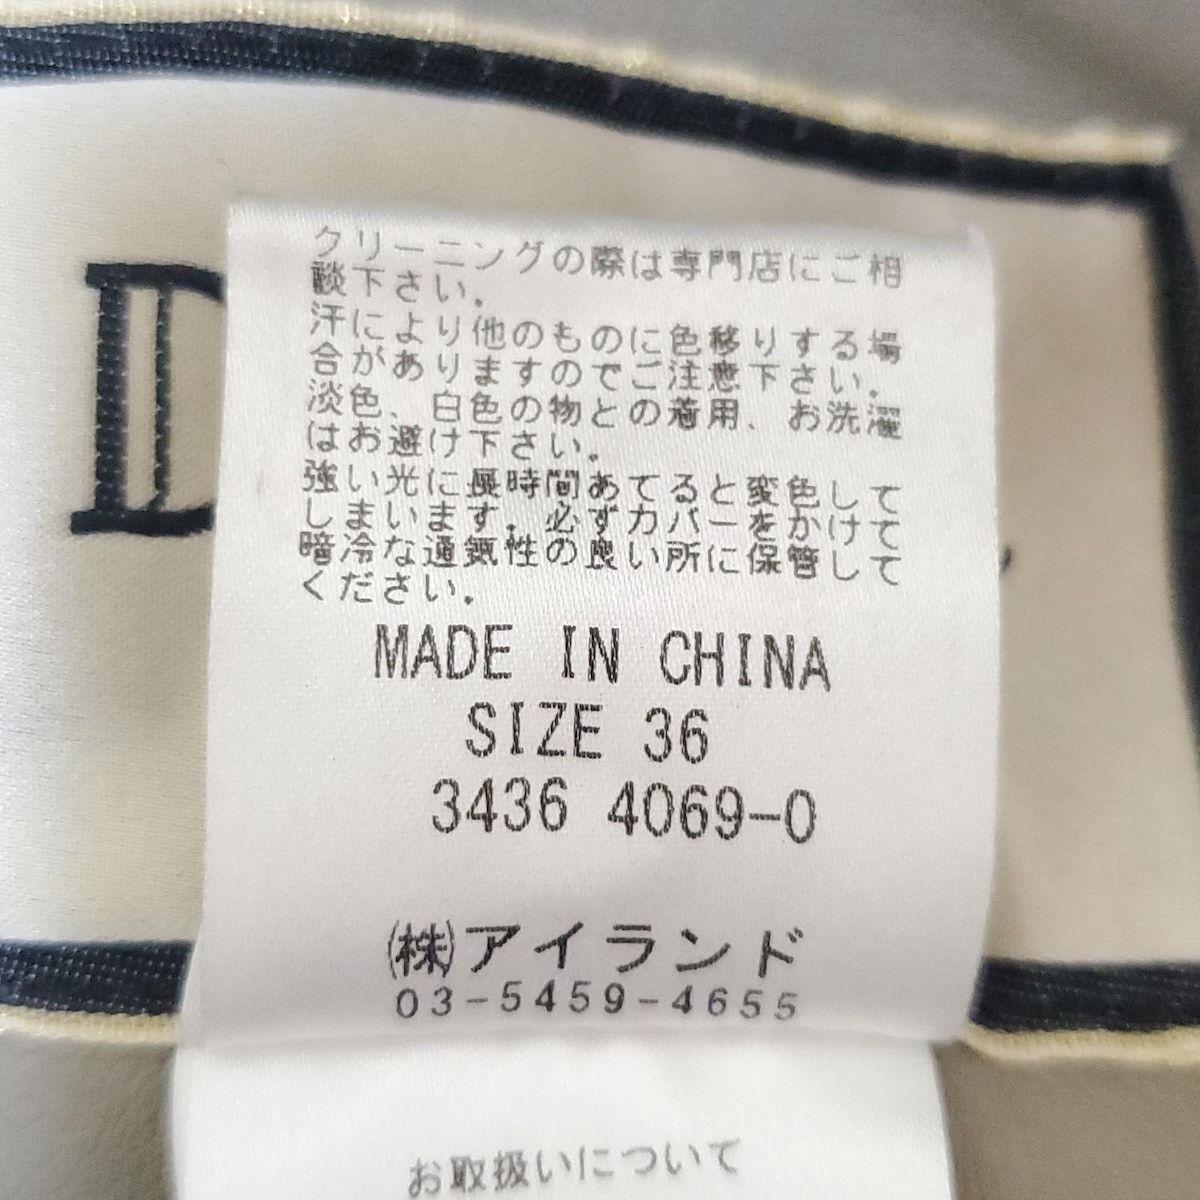 クリーニングの際は専門店にご相
談下さい.
汗により他のものに色移りする場
合がありますのでご注意下さい.
淡色、白色の物との着用、お洗濯
はお避け下さい.
強い光に長時間あてると変色して
しまいます.必ずカバーをかけて
暗冷な通気性の良い所に保管して
ください.
MADE IN CHINA
SIZE 36
3436 4069-0
㈱アイランド
03-5459-4655
お取扱いについて
D